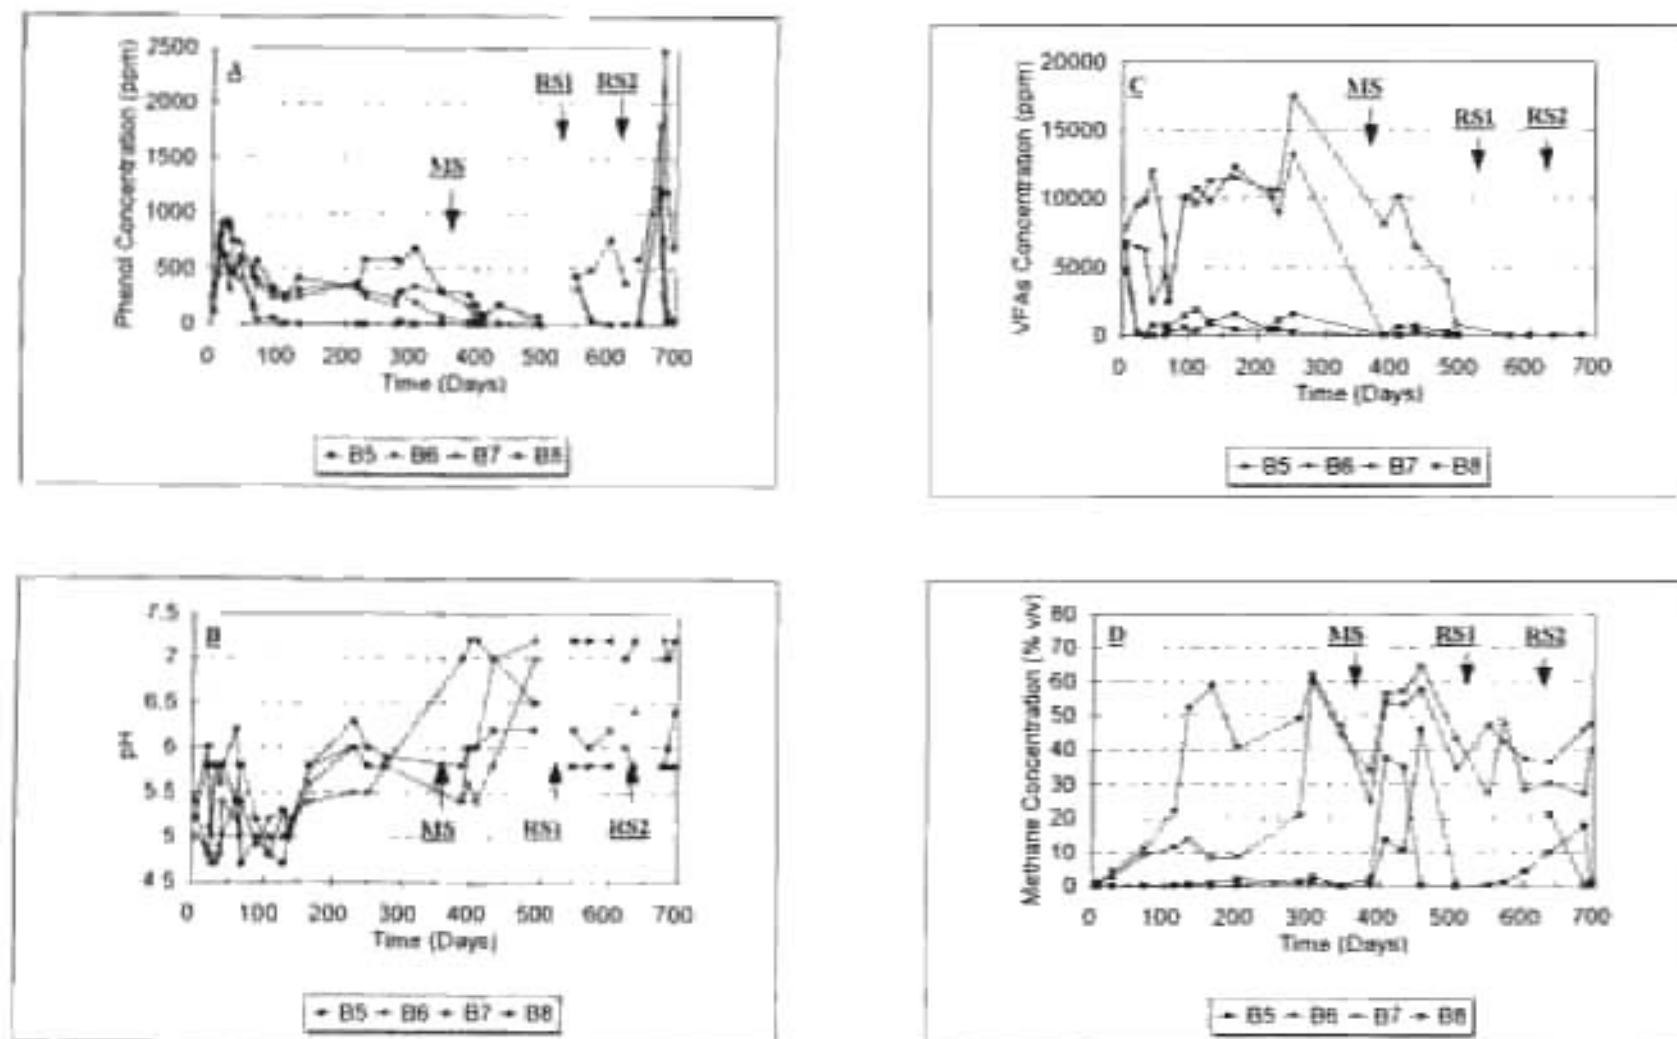 2500
2000
1500
1000
500
0
0 100 200 300 400 500 600 700
Phenol Concentration (ppm)
Time (Days)
A
MS
RS1
RS2
B5 B6 B7 B8
20000
15000
10000
5000
0
0 100 200 300 400 500 600 700
VFAs Concentration (ppm)
Time (Days)
C
MS
RS1
RS2
B5 B6 B7 B8
7.5
7
6.5
6
5.5
5
4.5
0 100 200 300 400 500 600 700
pH
Time (Days)
B
MS
RS1
RS2
B5 B6 B7 B8
80
70
60
50
40
30
20
10
0
0 100 200 300 400 500 600 700
Methane Concentration (% v/v)
Time (Days)
D
MS
RS1
RS2
B5 B6 B7 B8